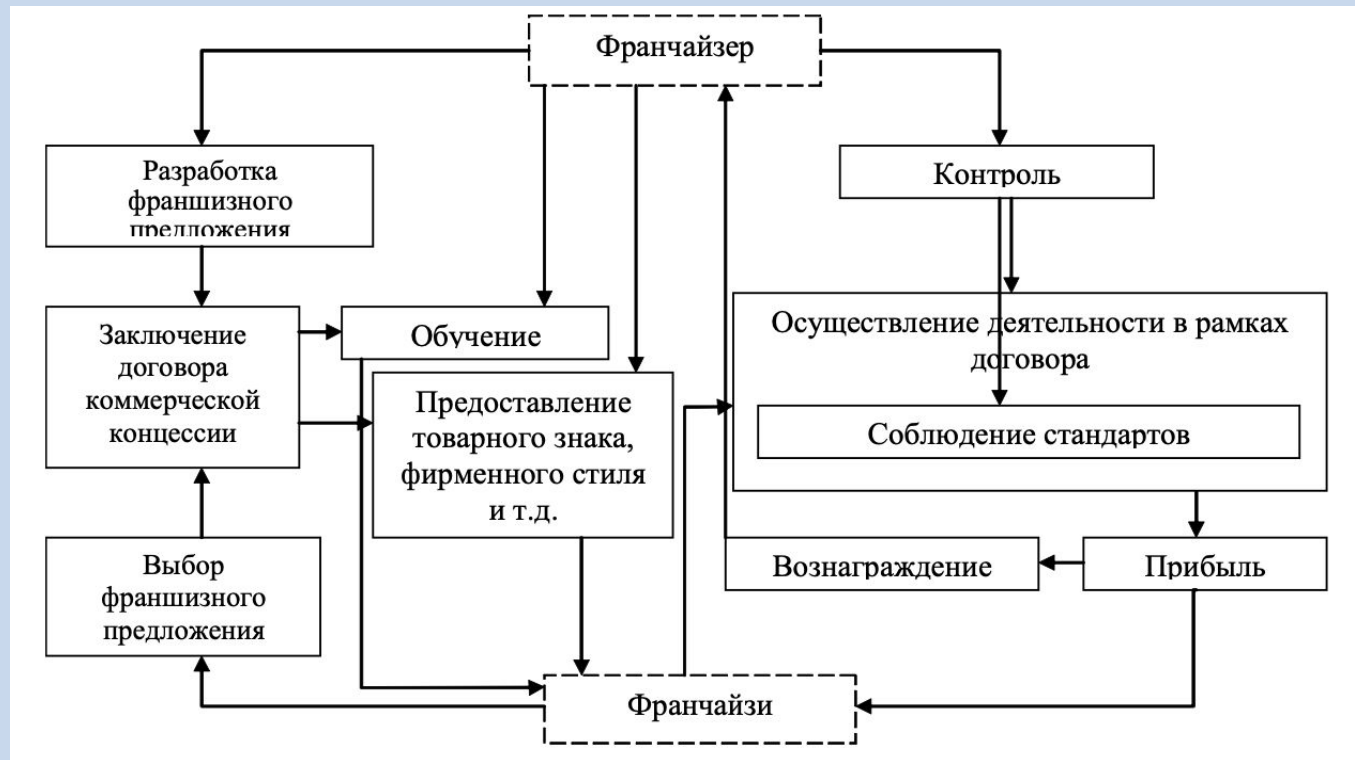 Франчайзер
Разработка
франшизного
предложения
Контроль
Заключение
договора
коммерческой
концессии
Обучение
Предоставление
товарного знака,
фирменного стиля
и т.д.
Осуществление деятельности в рамках
договора
Соблюдение стандартов
Выбор
франшизного
предложения
Вознаграждение
Прибыль
Франчайзи